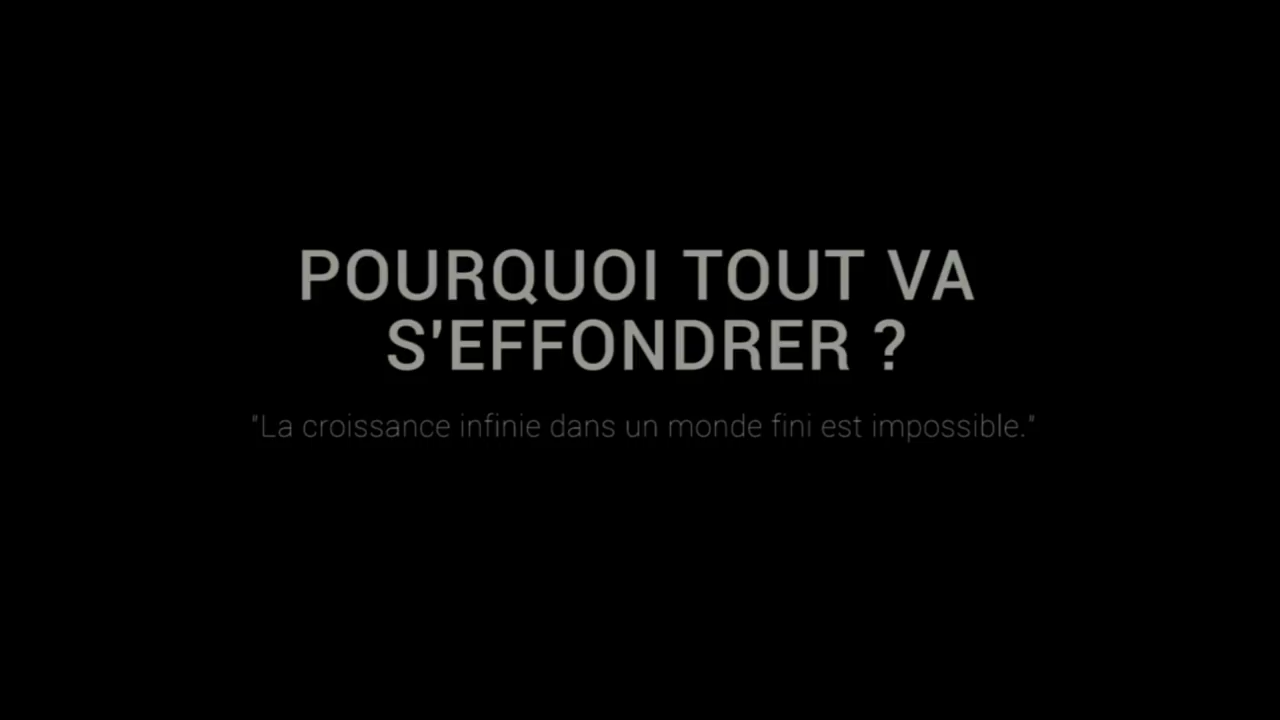 POURQUOI TOUT VA
S'EFFONDRER ?
"La croissance infinie dans un monde fini est impossible."